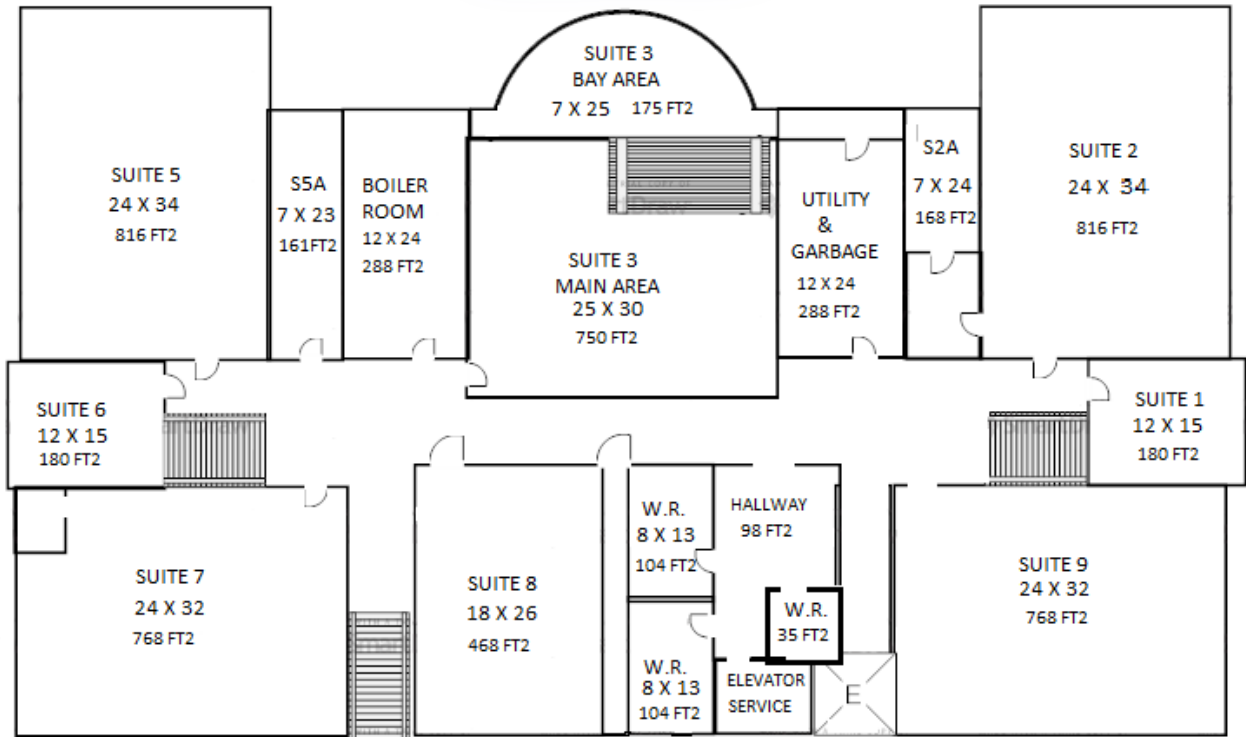 SUITE 3
BAY AREA
7 X 25 175 FT2
SUITE 5
24 X 34
816 FT2
S5A
7 X 23
161FT2
BOILER
ROOM
12 X 24
288 FT2
SUITE 3
MAIN AREA
25 X 30
750 FT2
UTILITY
&
GARBAGE
12 X 24
288 FT2
S2A
7 X 24
168 FT2
SUITE 2
24 X 34
816 FT2
SUITE 6
12 X 15
180 FT2
SUITE 1
12 X 15
180 FT2
SUITE 7
24 X 32
768 FT2
SUITE 8
18 X 26
468 FT2
W.R.
8 X 13
104 FT2
HALLWAY
98 FT2
W.R.
35 FT2
W.R.
8 X 13
104 FT2
ELEVATOR
SERVICE
E
SUITE 9
24 X 32
768 FT2